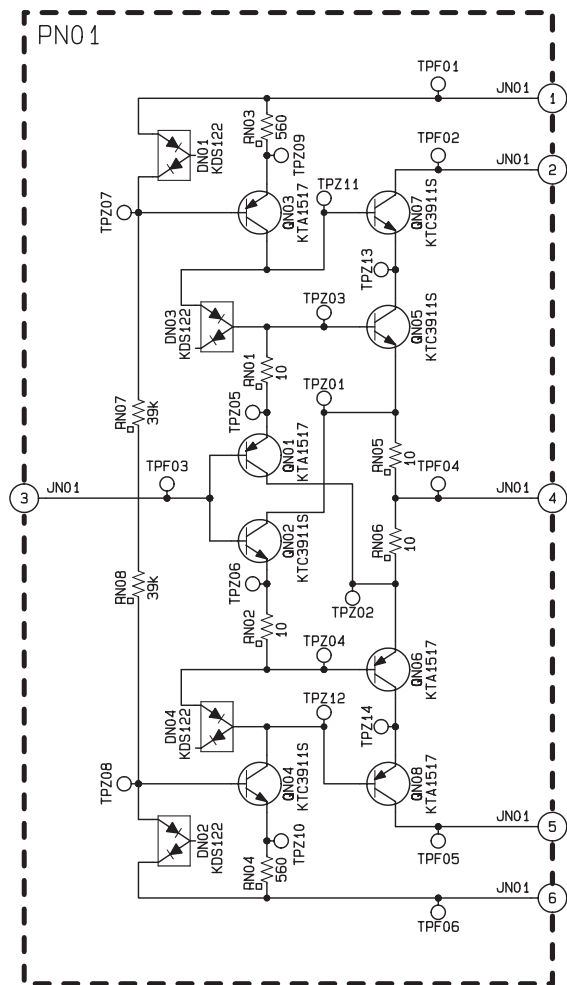 PN01
TPF01
JN01
1
RN03
560
TPZ09
DN01
KDS122
TPF02
JN01
2
TPZ07
QN03
KTA1517
TPZ11
QN07
KTC3911S
TPZ13
DN03
KDS122
TPZ03
QN05
KTC3911S
RN01
10
TPZ01
TPZ05
RN07
39k
QN01
KTA1517
RN05
10
TPF03
TPF04
3
JN01
JN01
4
QN02
KTC3911S
RN06
10
RN08
39k
TPZ06
TPZ02
RN02
10
TPZ04
QN06
KTA1517
DN04
KDS122
TPZ12
TPZ14
TPZ08
QN04
KTC3911S
QN08
KTA1517
JN01
5
DN02
KDS122
TPZ10
TPF05
RN04
560
JN01
6
TPF06